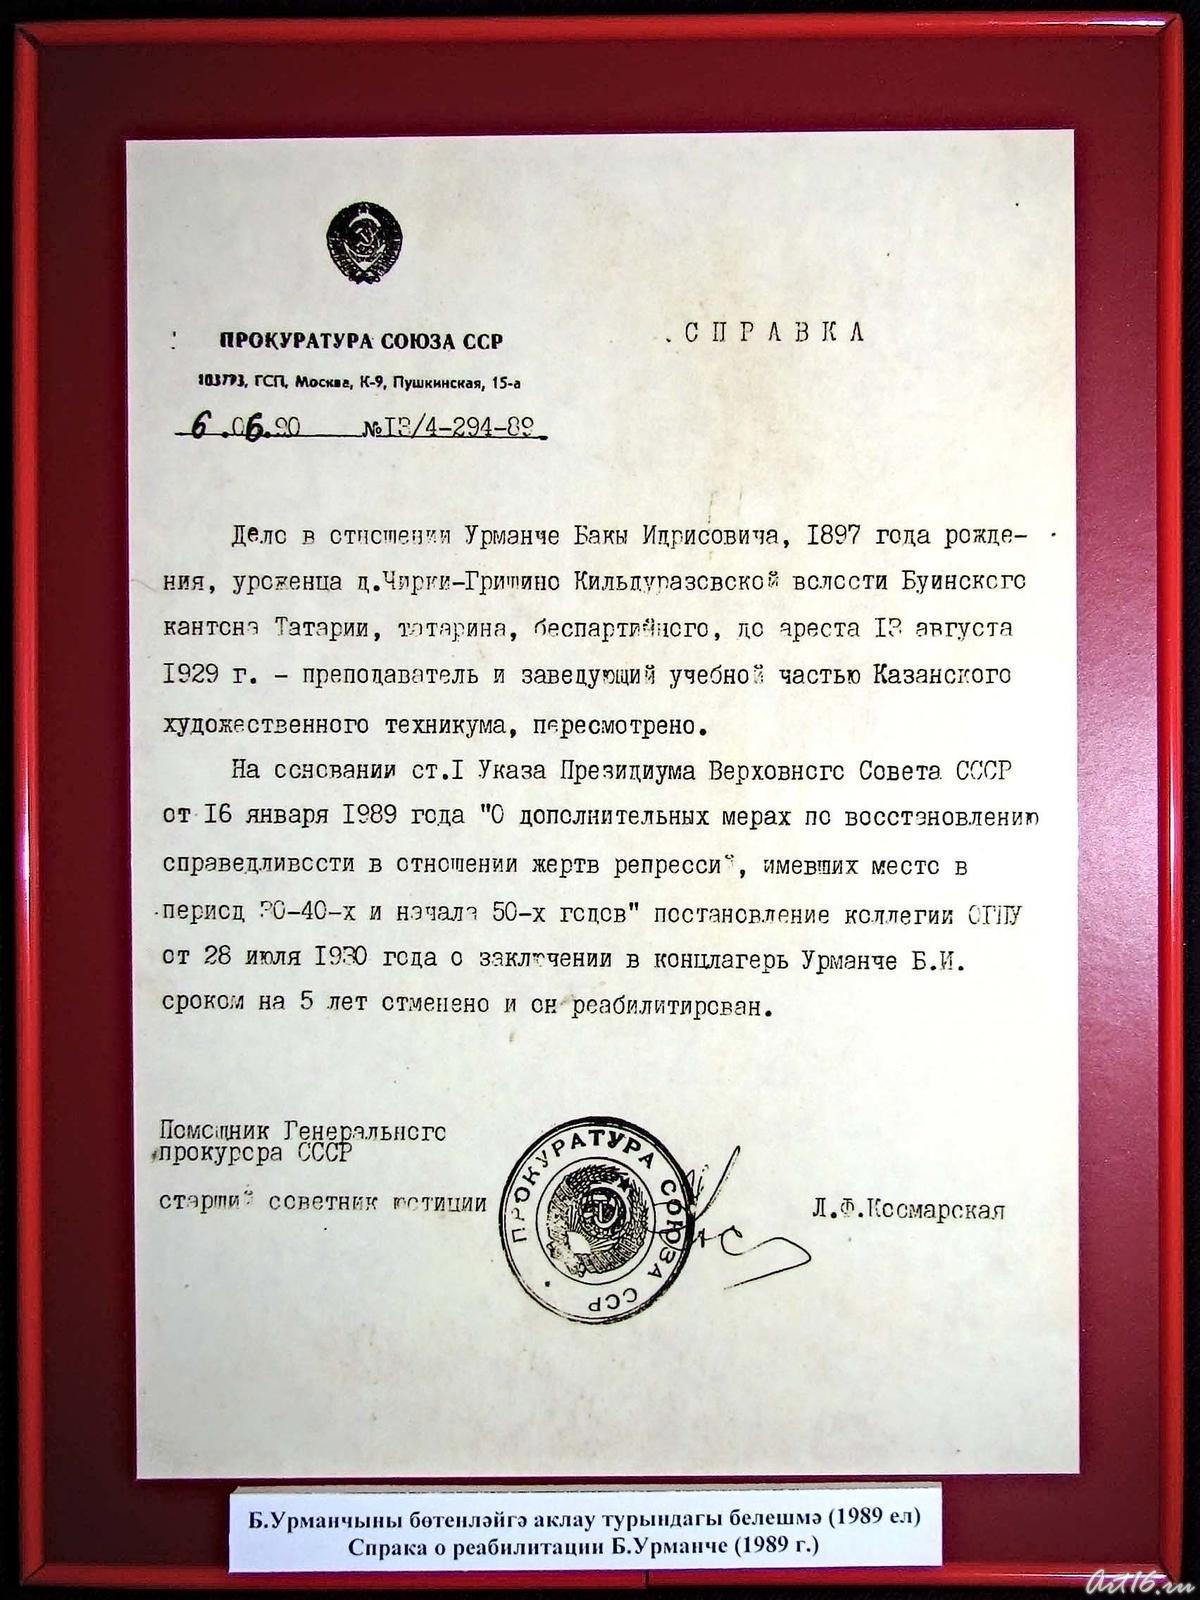 ПРОКУРАТУРА СОЮЗА ССР
103793, ГСП, Москва, К-9, Пушкинская, 15-а
6.06.90 №13/4-294-89
СПРАВКА
Дело в отношении Урманче Бакы Идрисовича, 1897 года рожде-
ния, уроженца д.Чирки-Гришино Кильдуразовской волости Буинского
кантона Татарии, татарина, беспартийного, до ареста 13 августа
1929 г. – преподаватель и заведующий учебной частью Казанского
художественного техникума, пересмотрено.
На основании ст.I Указа Президиума Верховного Совета СССР
от 16 января 1989 года "О дополнительных мерах по восстановлению
справедливости в отношении жертв репрессий, имевших место в
период 30-40-х и начала 50-х годов" постановление коллегии ОГПУ
от 28 июля 1930 года о заключении в концлагерь Урманче Б.И.
сроком на 5 лет отменено и он реабилитирован.
Помощник Генерального
прокурора СССР
старший советник юстиции
Л.Ф.Космарская
ПРОКУРАТУРА СОЮЗА ССР
Б.Урманчыны бөтенләйгә аклау турындагы белешмә (1989 ел)
Спрака о реабилитации Б.Урманче (1989 г.)
Art16.ru